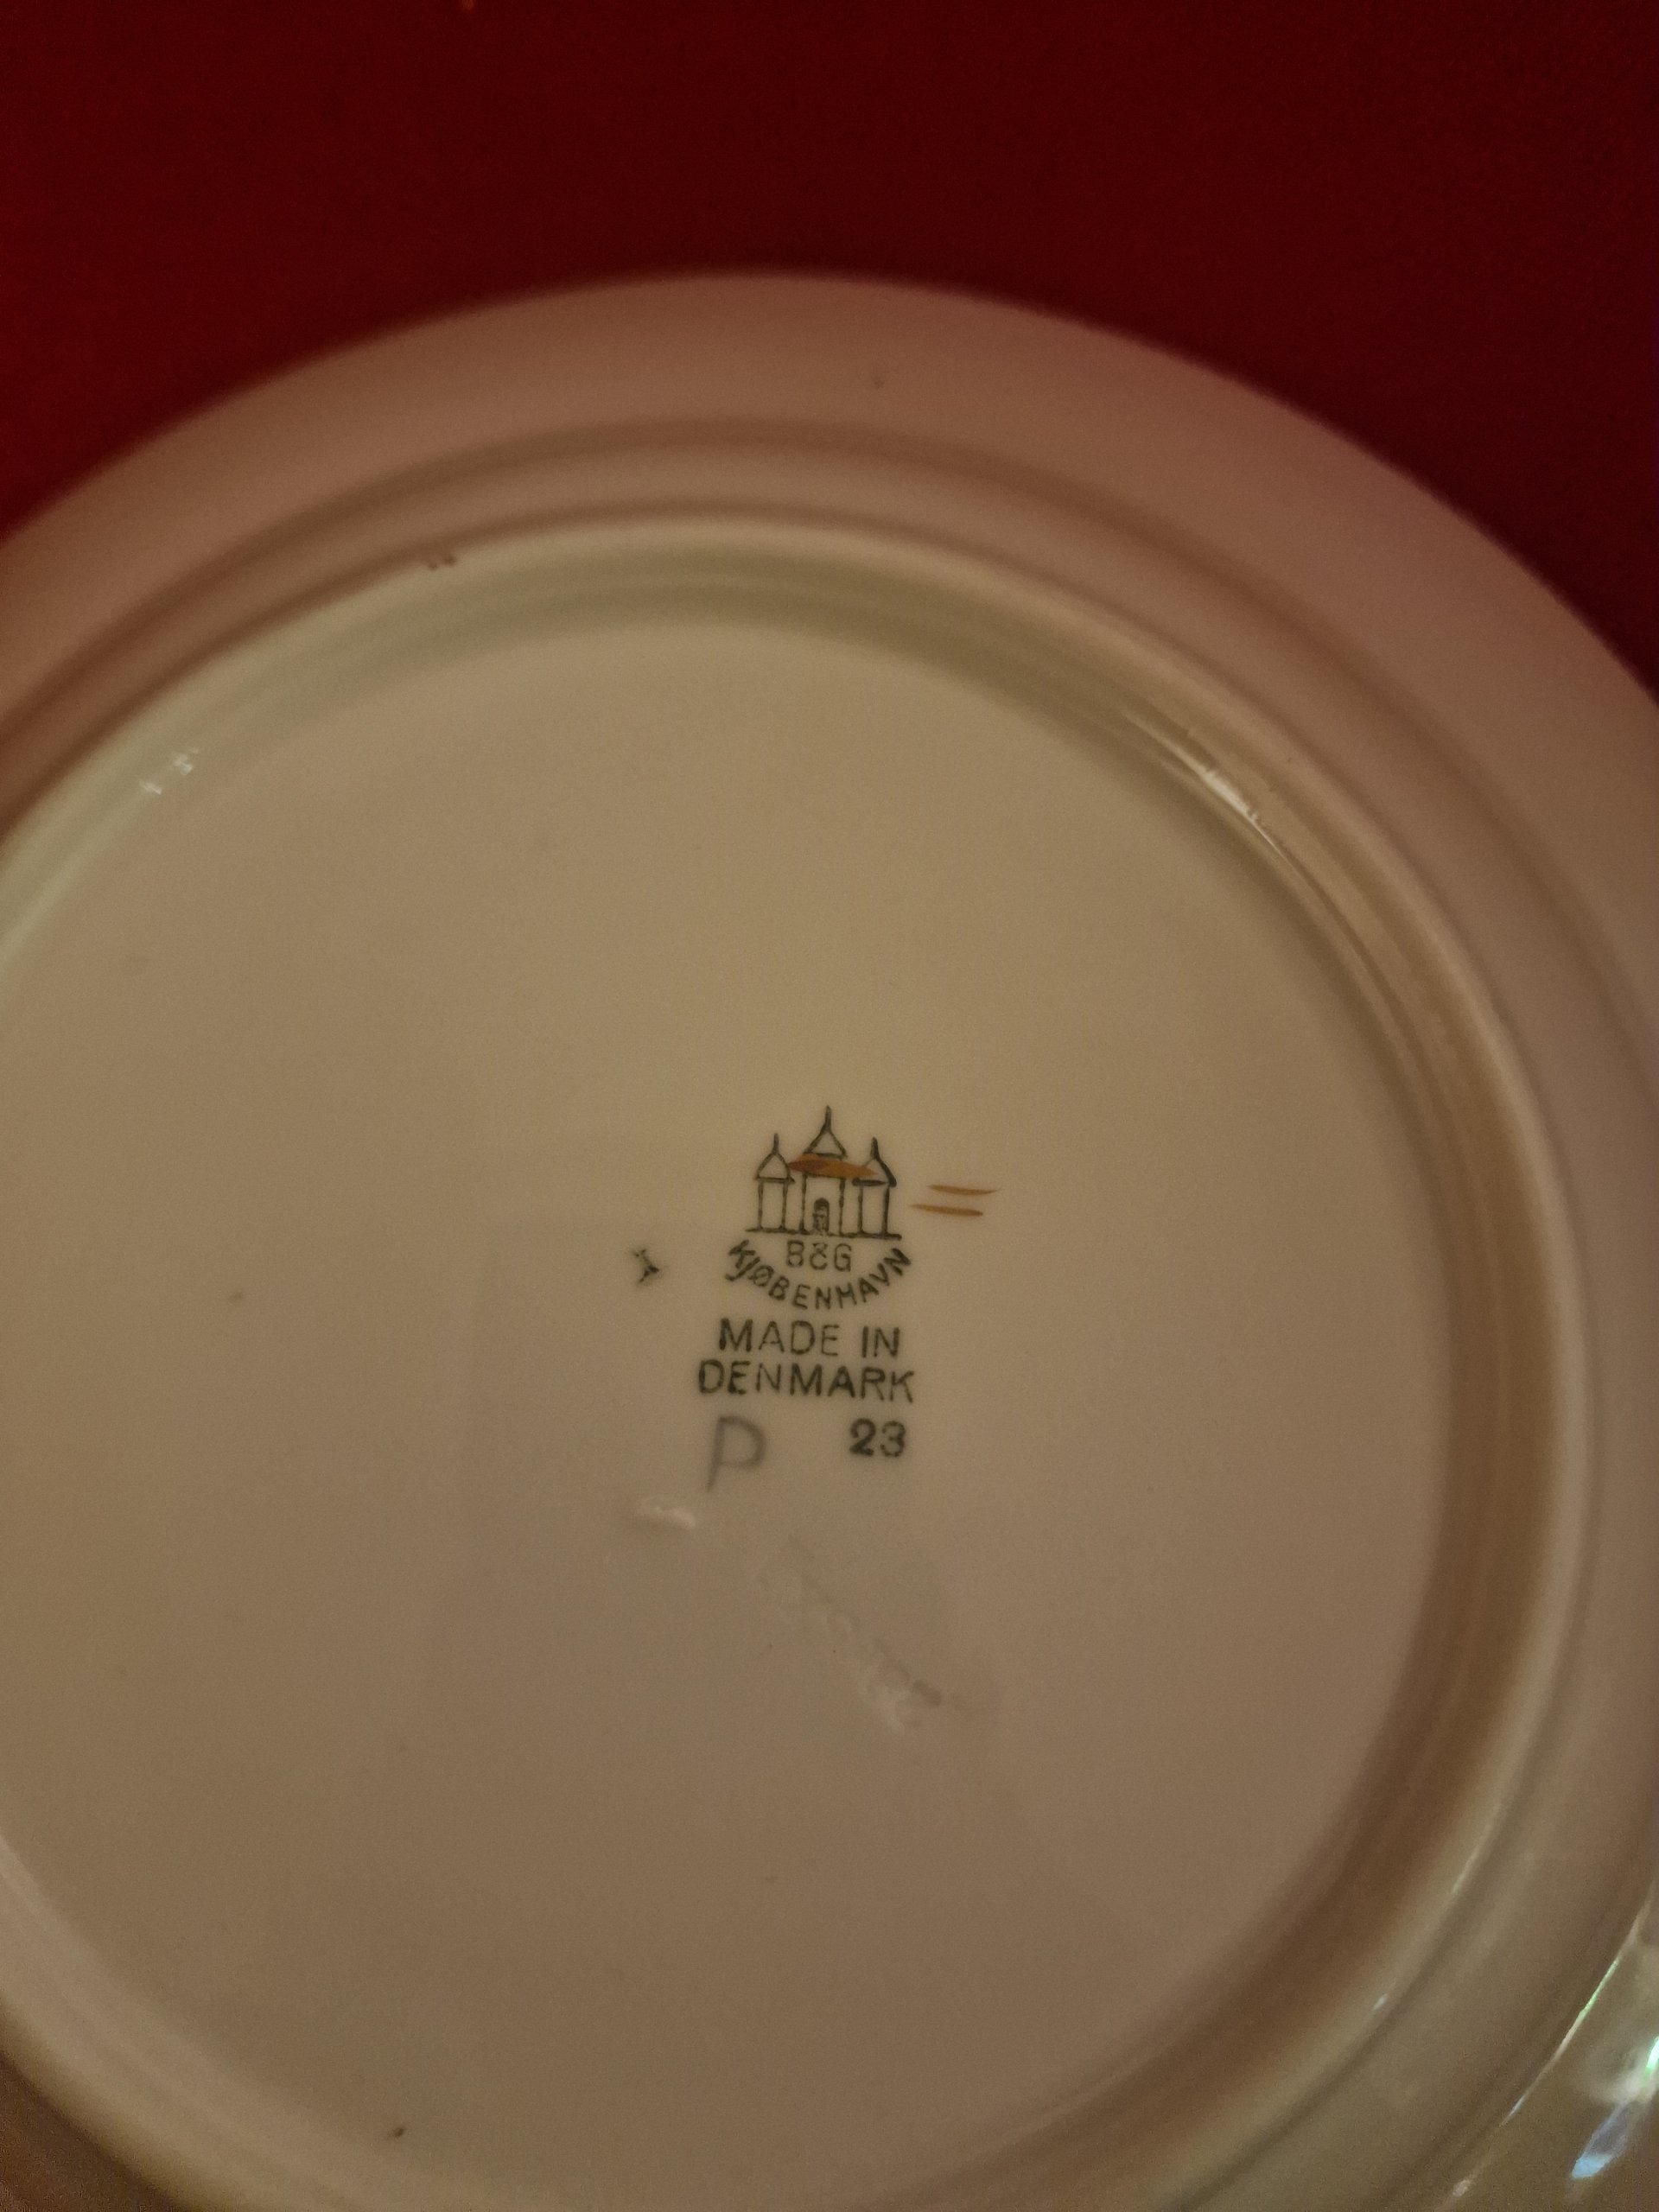 B&G
KJØBENHAVN
MADE IN
DENMARK
P 23